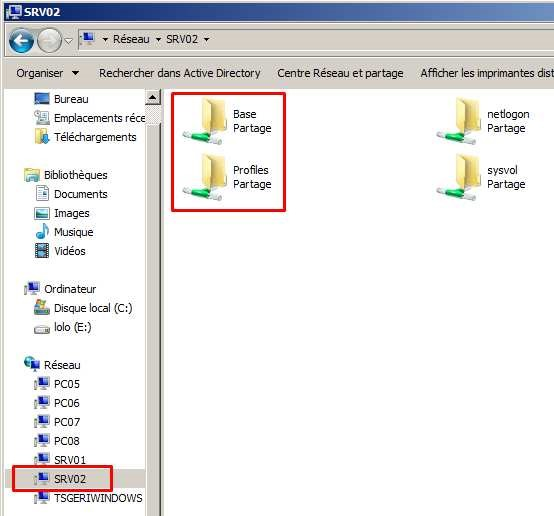 SRV02
Réseau SRV02
Organiser Rechercher dans Active Directory Centre Réseau et partage Afficher les imprimantes dist
Bureau
Emplacements réce
Téléchargements
Bibliothèques
Documents
Images
Musique
Vidéos
Ordinateur
Disque local (C:)
lolo (E:)
Réseau
PC05
PC06
PC07
PC08
SRV01
SRV02
TSGERIWINDOWS
Base
Partage
netlogon
Partage
Profiles
Partage
sysvol
Partage